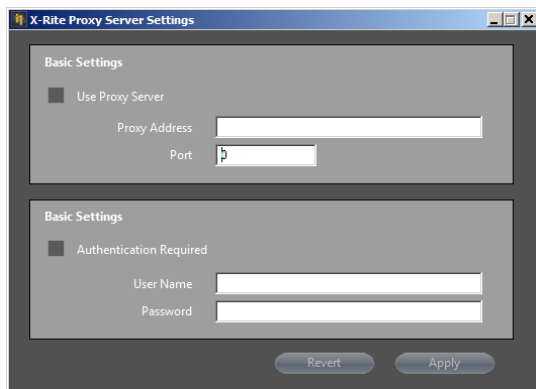 X-Rite Proxy Server Settings
Basic Settings
Use Proxy Server
Proxy Address
Port
Basic Settings
Authentication Required
User Name
Password
Revert Apply